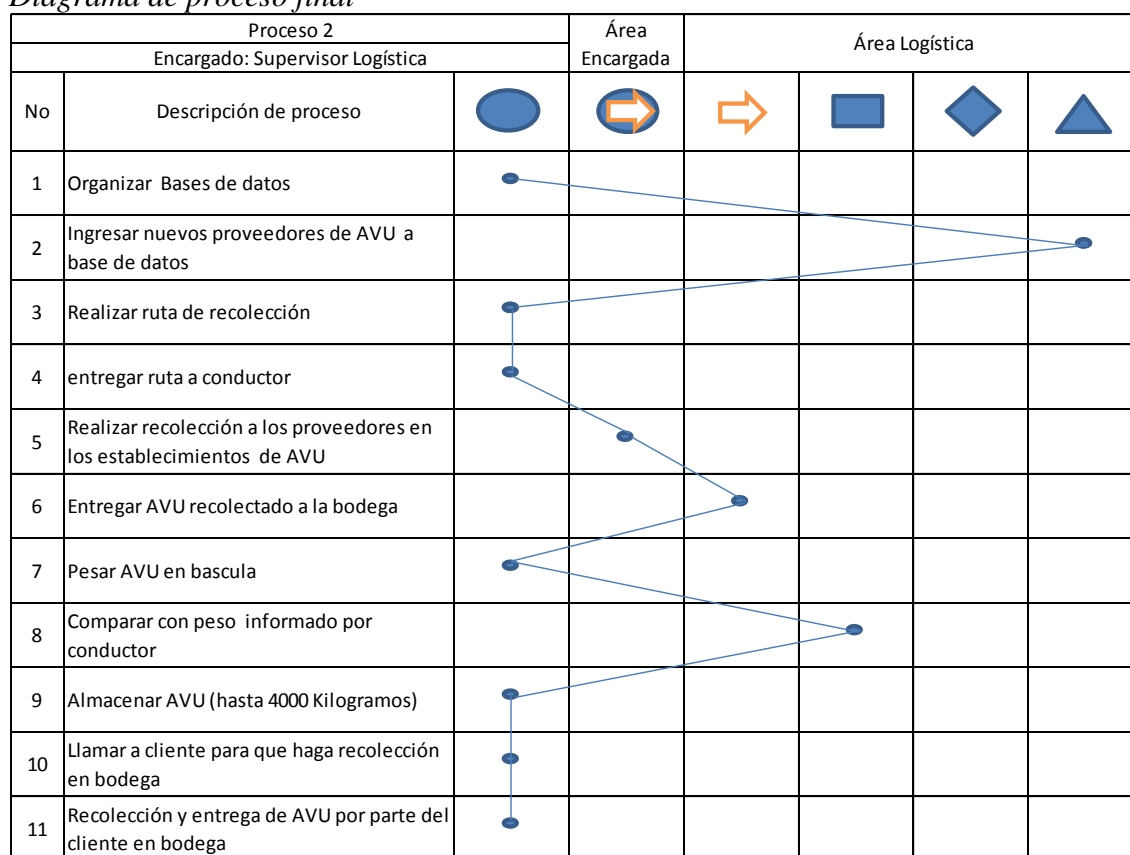 Diagrama de proceso final
Proceso 2
Área
Encargada
Área Logística
Encargado: Supervisor Logística
No
Descripción de proceso
1
Organizar Bases de datos
2
Ingresar nuevos proveedores de AVU a
base de datos
3
Realizar ruta de recolección
4
entregar ruta a conductor
5
Realizar recolección a los proveedores en
los establecimientos de AVU
6
Entregar AVU recolectado a la bodega
7
Pesar AVU en bascula
8
Comparar con peso informado por
conductor
9
Almacenar AVU (hasta 4000 Kilogramos)
10
Llamar a cliente para que haga recolección
en bodega
11
Recolección y entrega de AVU por parte del
cliente en bodega